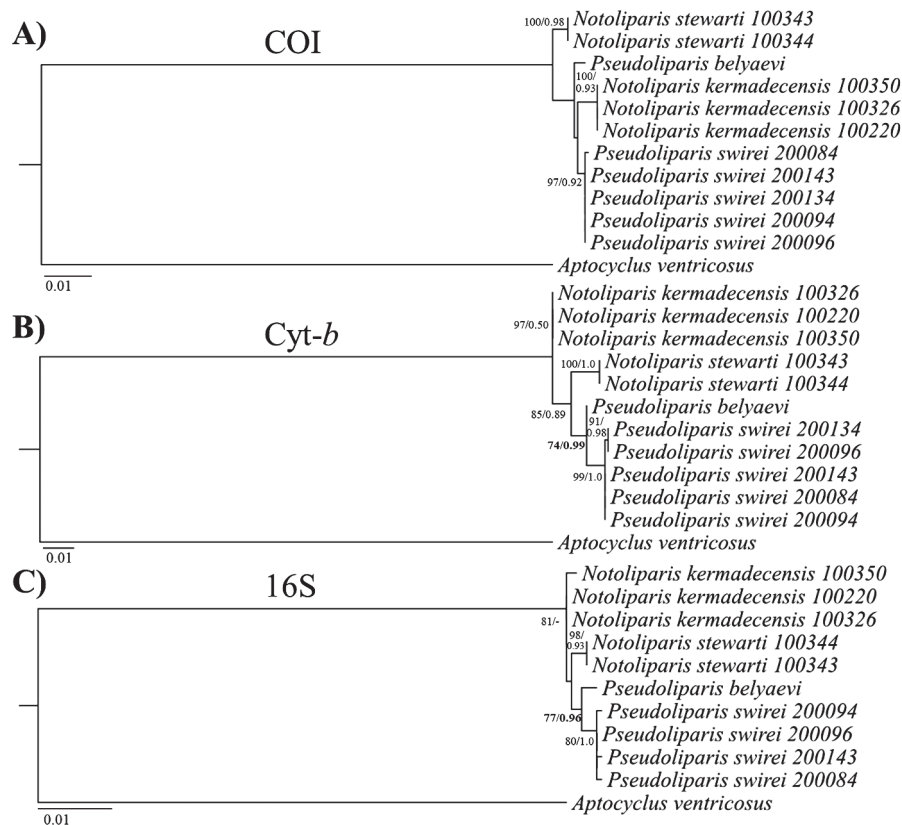 A)
COI
100/0.98
Notoliparis stewarti 100343
Notoliparis stewarti 100344
Pseudoliparis belyaevi
100/
0.93
Notoliparis kermadecensis 100350
Notoliparis kermadecensis 100326
Notoliparis kermadecensis 100220
Pseudoliparis swirei 200084
97/0.92
Pseudoliparis swirei 200143
Pseudoliparis swirei 200134
Pseudoliparis swirei 200094
Pseudoliparis swirei 200096
Aptocyclus ventricosus
0.01
B)
Cyt-b
97/0.50
Notoliparis kermadecensis 100326
Notoliparis kermadecensis 100220
Notoliparis kermadecensis 100350
100/1.0
Notoliparis stewarti 100343
Notoliparis stewarti 100344
85/0.89
Pseudoliparis belyaevi
91/
0.98
Pseudoliparis swirei 200134
74/0.99
Pseudoliparis swirei 200096
99/1.0
Pseudoliparis swirei 200143
Pseudoliparis swirei 200084
Pseudoliparis swirei 200094
Aptocyclus ventricosus
0.01
C)
16S
Notoliparis kermadecensis 100350
Notoliparis kermadecensis 100220
81/-
Notoliparis kermadecensis 100326
98/
0.93
Notoliparis stewarti 100344
Notoliparis stewarti 100343
Pseudoliparis belyaevi
77/0.96
Pseudoliparis swirei 200094
80/1.0
Pseudoliparis swirei 200096
Pseudoliparis swirei 200143
Pseudoliparis swirei 200084
Aptocyclus ventricosus
0.01